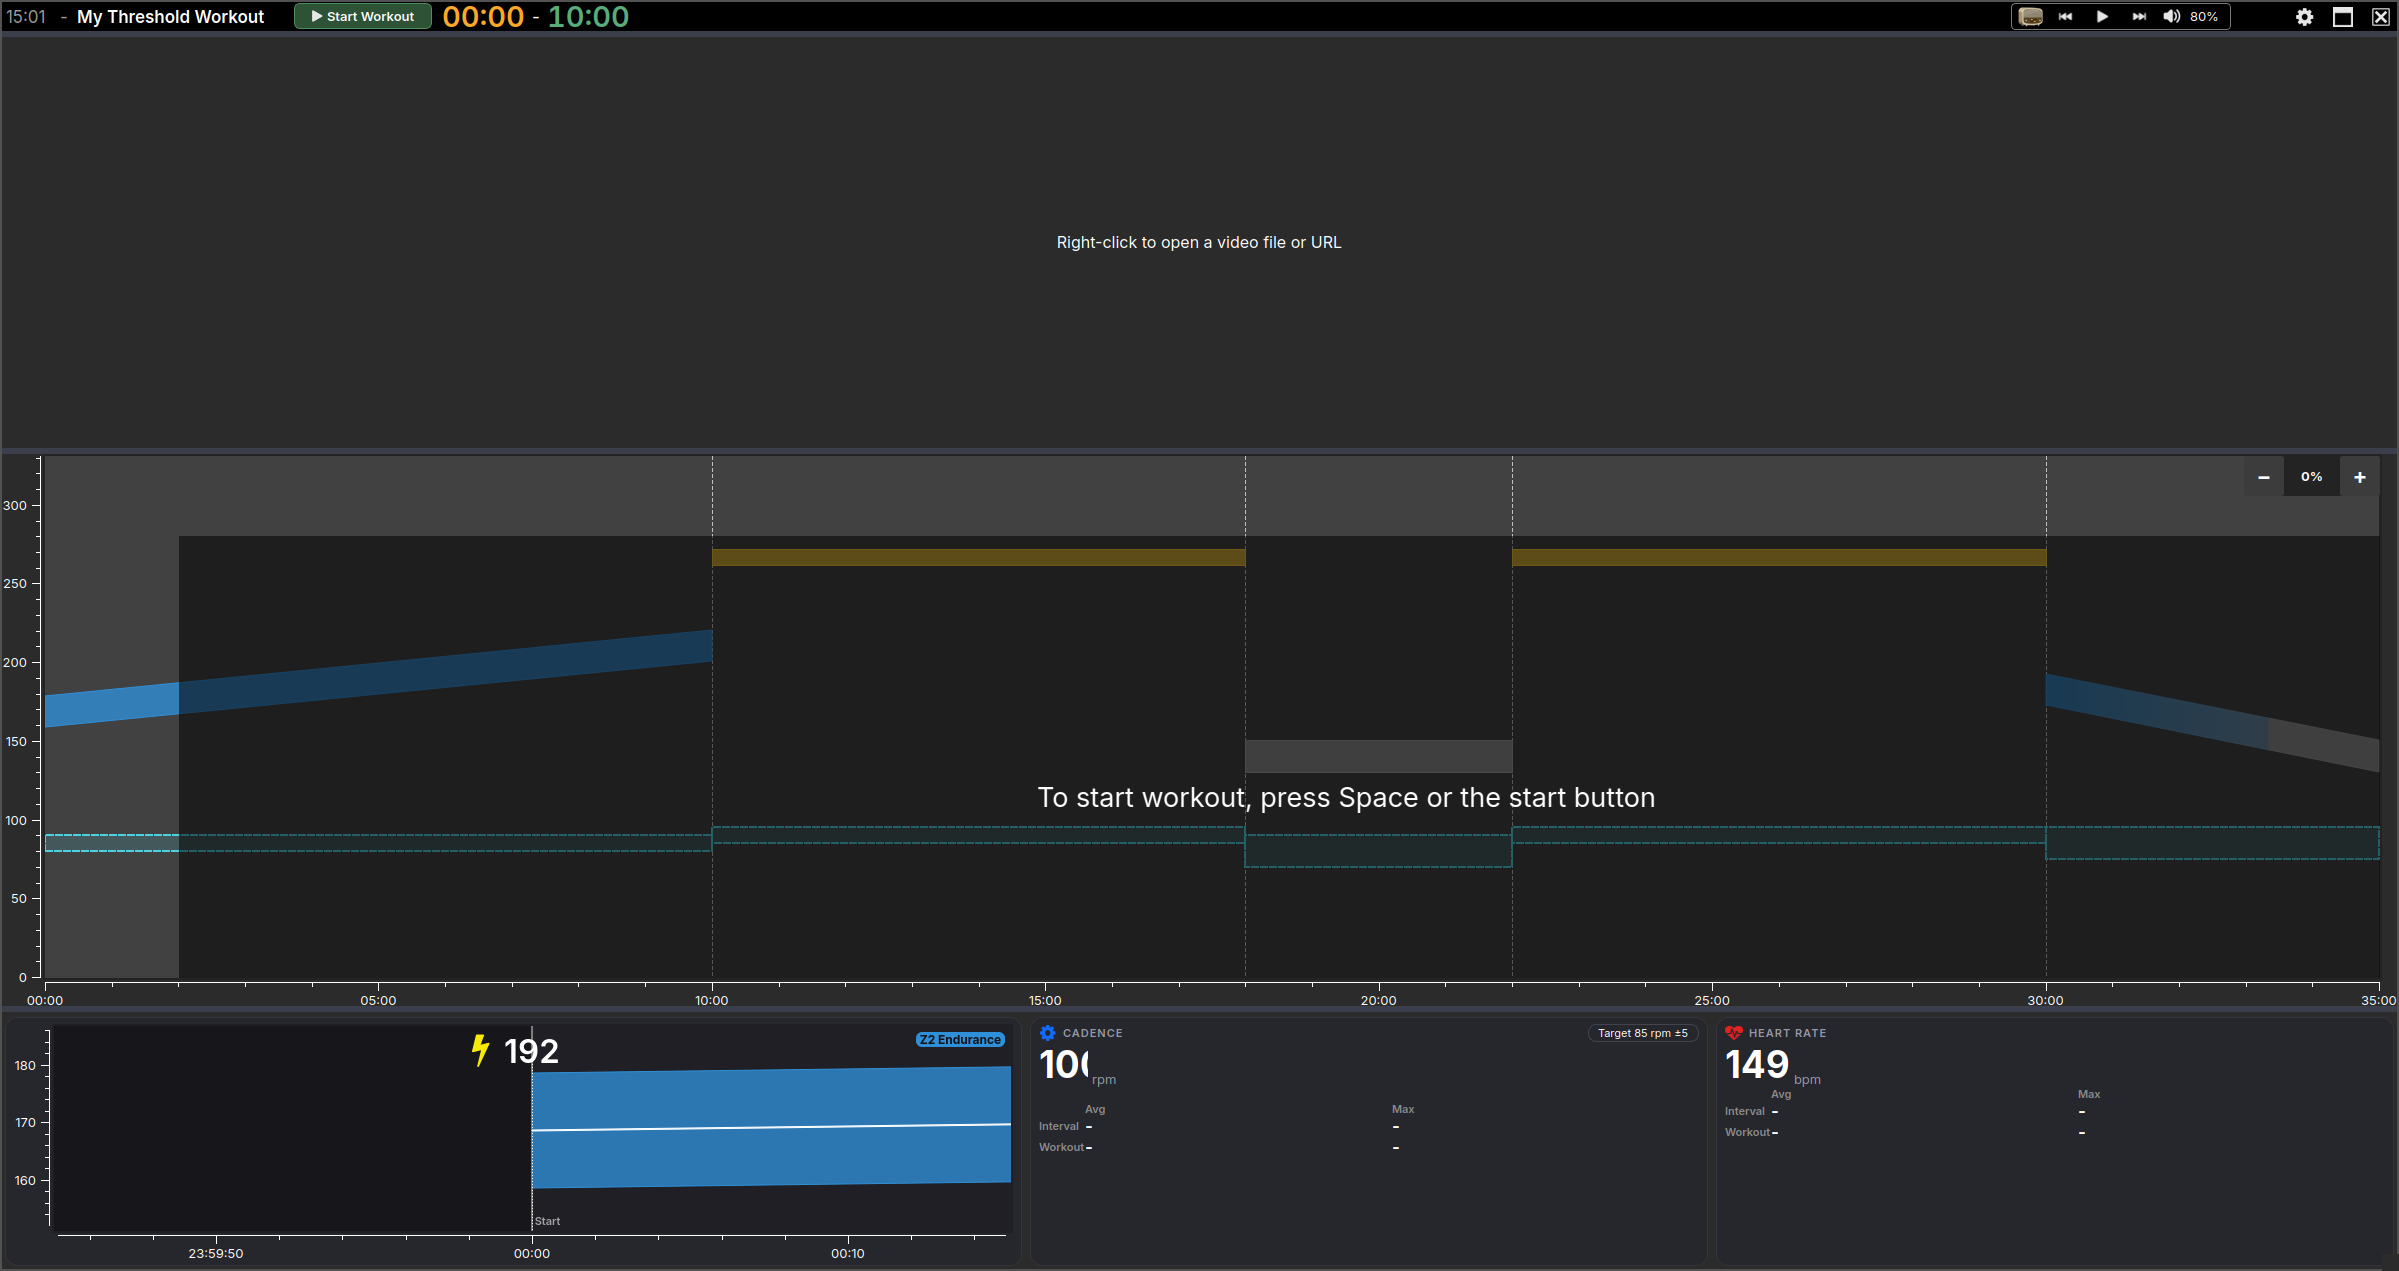 15:01 - My Threshold Workout Start Workout 00:00 - 10:00 80%
Right-click to open a video file or URL
− 0% +
300
250
200
150
100
50
0
To start workout, press Space or the start button
00:00 05:00 10:00 15:00 20:00 25:00 30:00 35:00
192 Z2 Endurance
180
170
160
Start
23:59:50 00:00 00:10
CADENCE Target 85 rpm ±5
rpm
Avg Max
Interval - -
Workout - -
HEART RATE
149 bpm
Avg Max
Interval - -
Workout - -